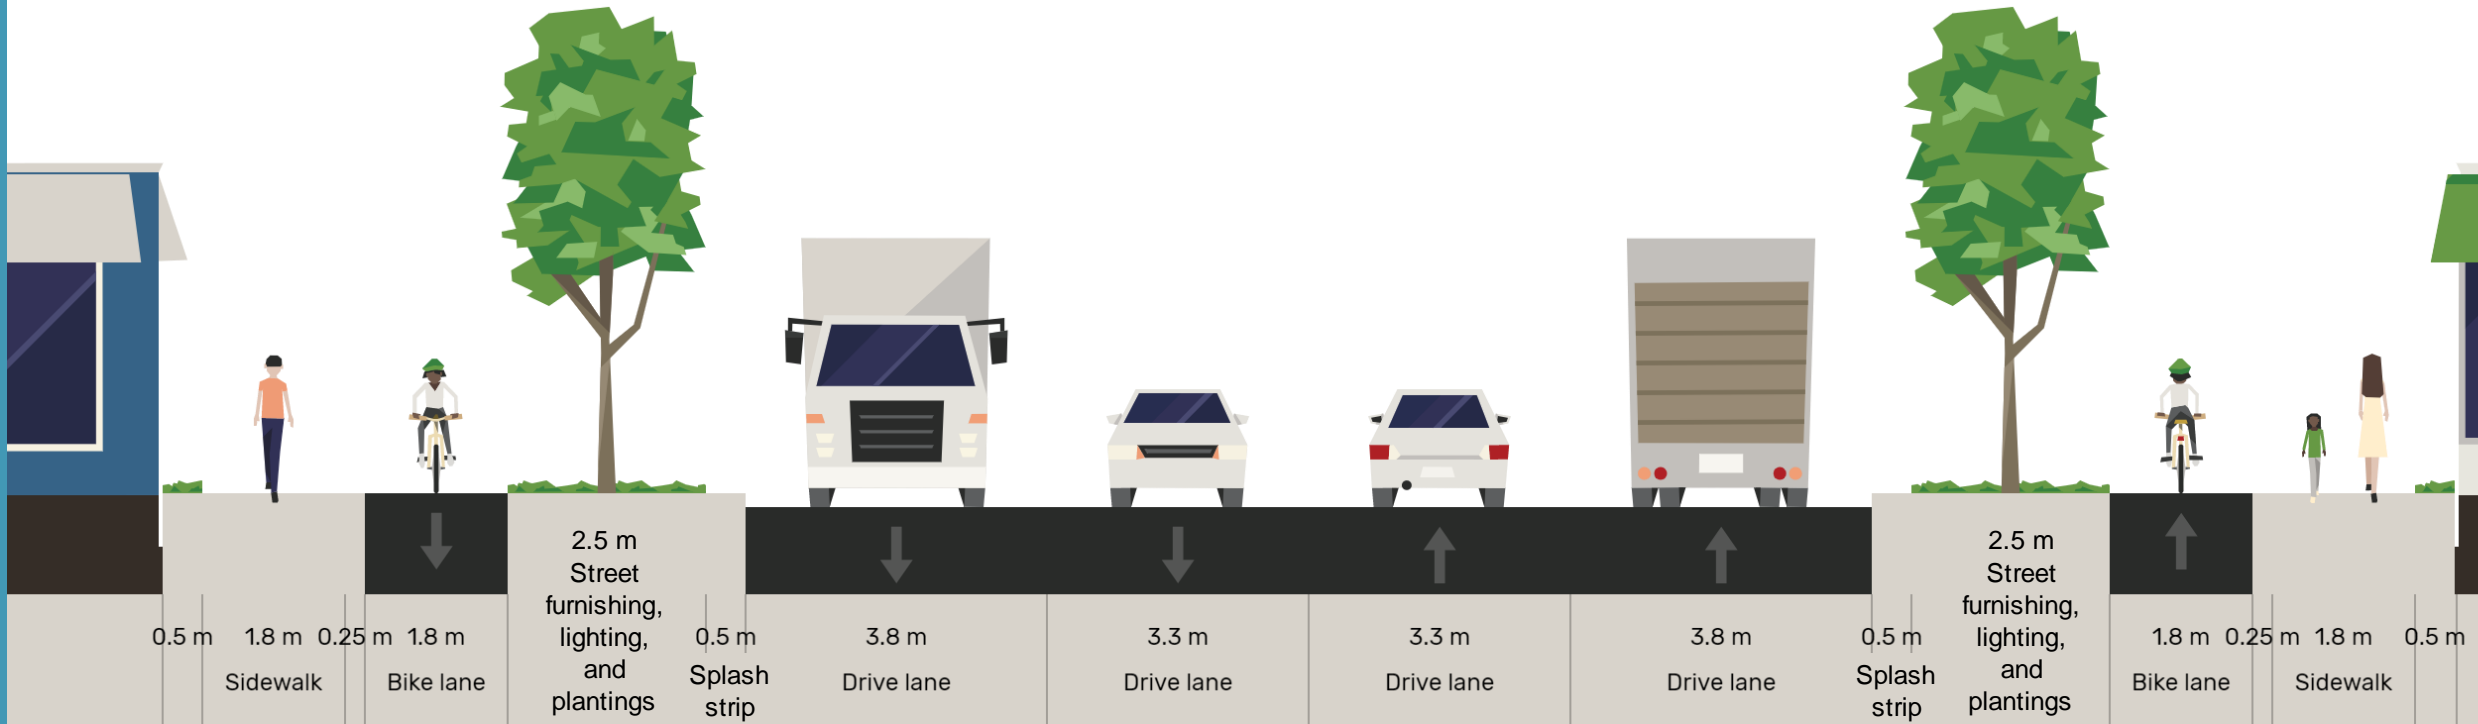 0.5 m
1.8 m
Sidewalk
0.25 m
1.8 m
Bike lane
2.5 m
Street
furnishing,
lighting,
and
plantings
0.5 m
Splash
strip
3.8 m
Drive lane
3.3 m
Drive lane
3.3 m
Drive lane
3.8 m
Drive lane
0.5 m
Splash
strip
2.5 m
Street
furnishing,
lighting,
and
plantings
1.8 m
Bike lane
0.25 m
1.8 m
Sidewalk
0.5 m